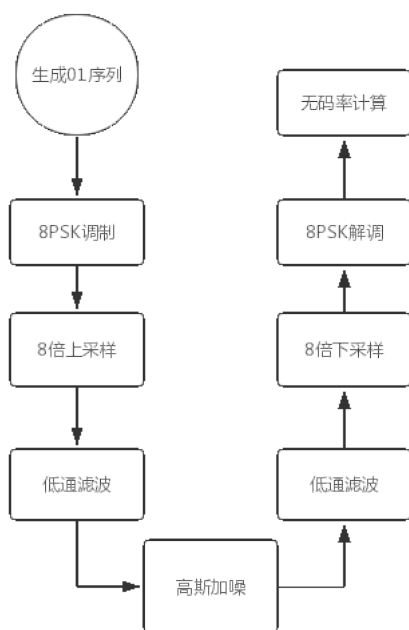 生成01序列
8PSK调制
8倍上采样
低通滤波
高斯加噪
低通滤波
8倍下采样
8PSK解调
无码率计算